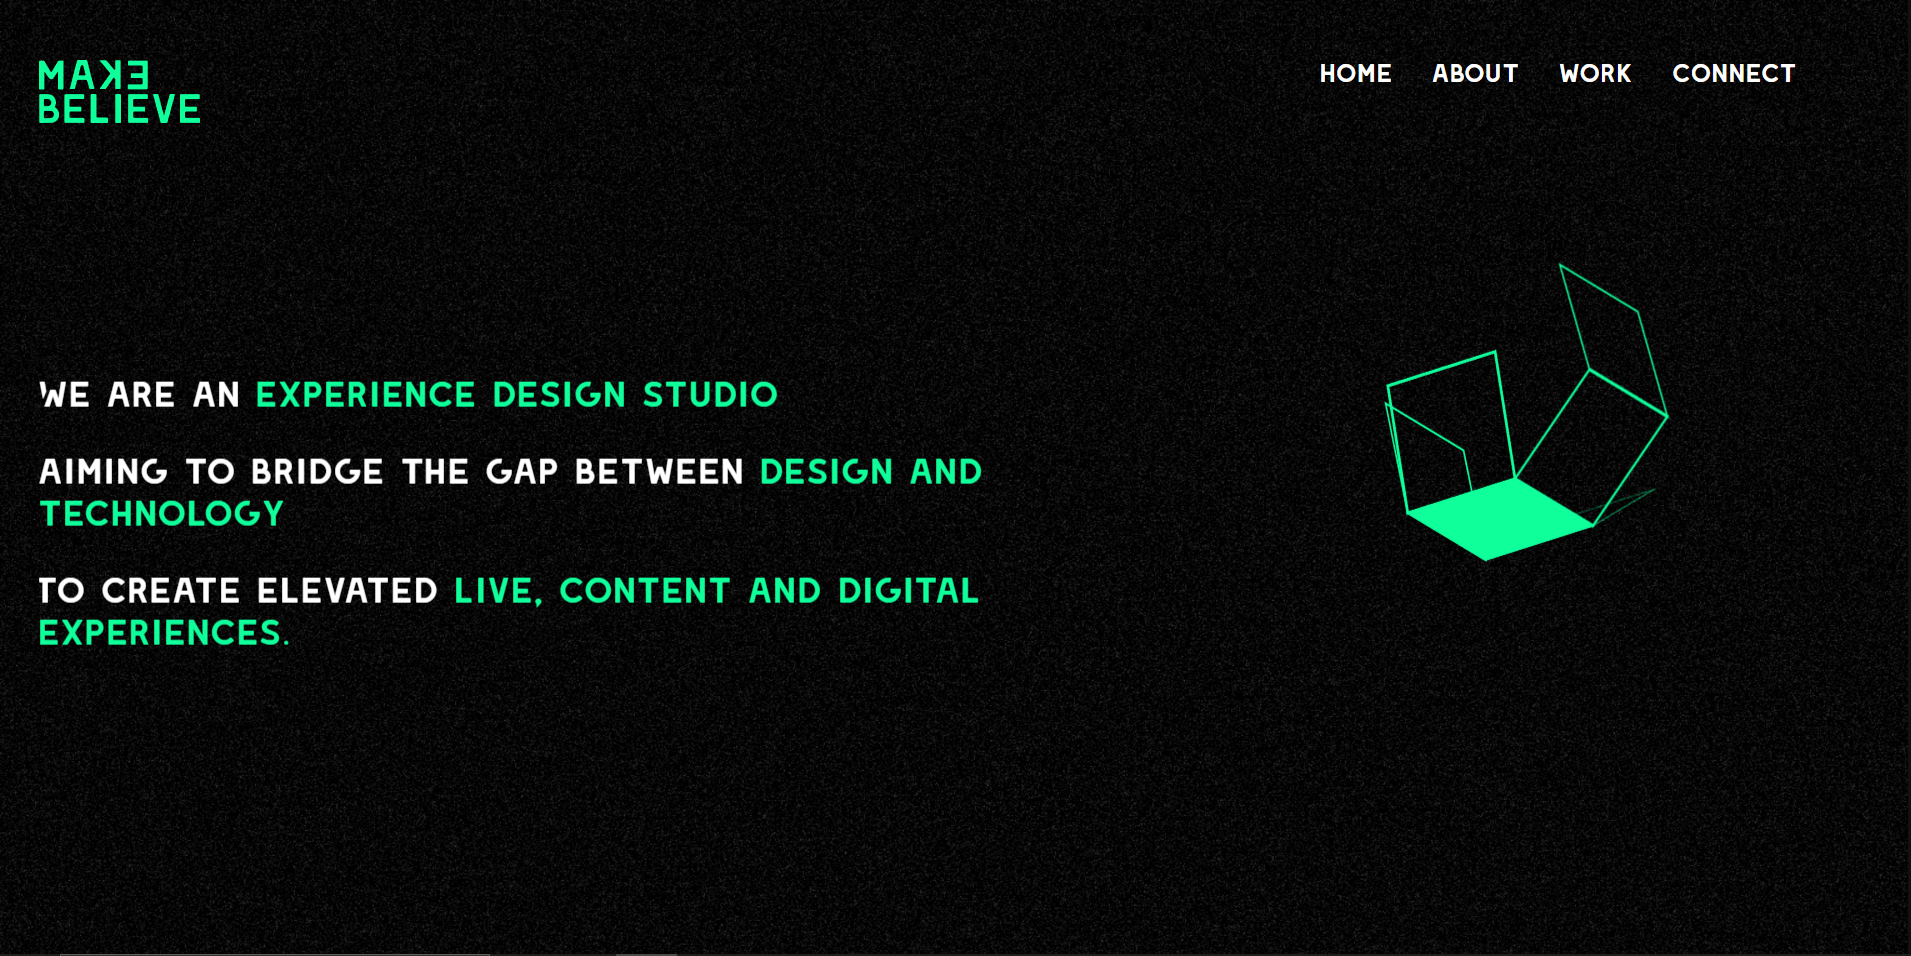 MAKE
BELIEVE
HOME ABOUT WORK CONNECT
WE ARE AN EXPERIENCE DESIGN STUDIO
AIMING TO BRIDGE THE GAP BETWEEN DESIGN AND
TECHNOLOGY
TO CREATE ELEVATED LIVE, CONTENT AND DIGITAL
EXPERIENCES.